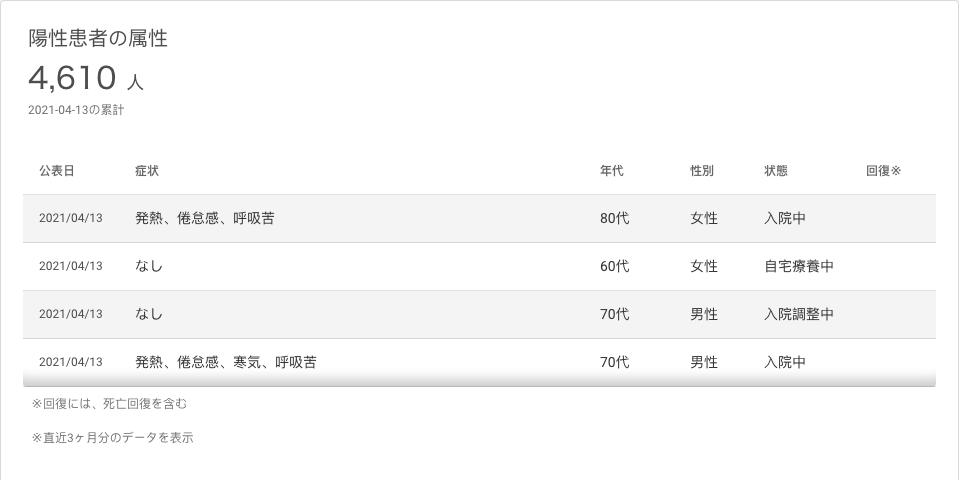 陽性患者の属性
4,610 人
2021-04-13の累計
公表日 症状 年代 性別 状態 回復※
2021/04/13 発熱、倦怠感、呼吸苦 80代 女性 入院中
2021/04/13 なし 60代 女性 自宅療養中
2021/04/13 なし 70代 男性 入院調整中
2021/04/13 発熱、倦怠感、寒気、呼吸苦 70代 男性 入院中
※回復には、死亡回復を含む
※直近3ヶ月分のデータを表示